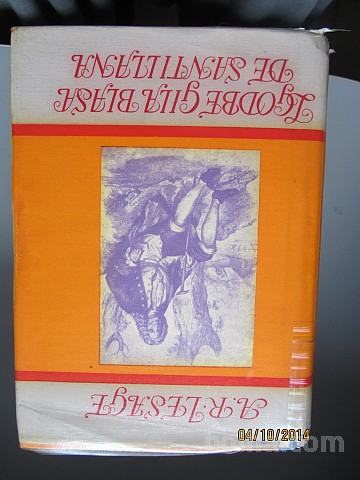 A.R. LESAGE
ZGODBE GILA BLASA
DE SANTILLANA
04/10/2014